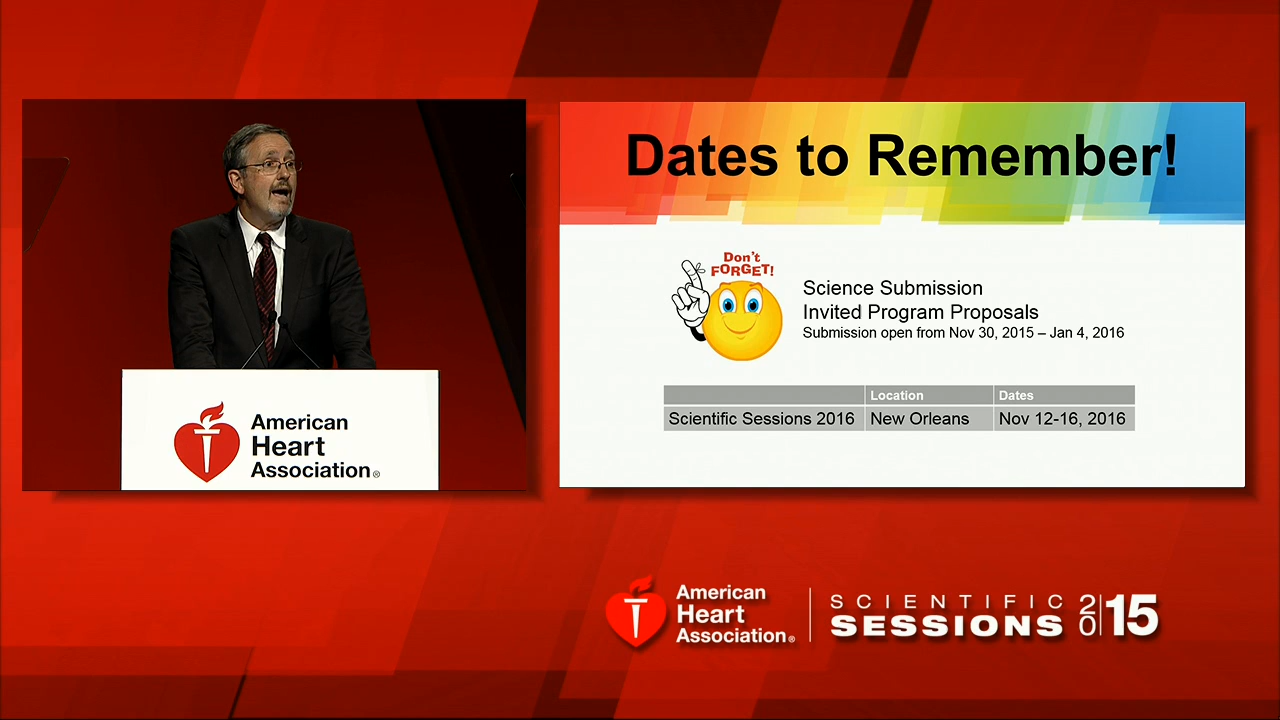 American
Heart
Association®
Dates to Remember!
Don't
FORGET!
Science Submission
Invited Program Proposals
Submission open from Nov 30, 2015 – Jan 4, 2016
Location Dates
Scientific Sessions 2016 New Orleans Nov 12-16, 2016
American
Heart
Association®
SCIENTIFIC
SESSIONS 2015